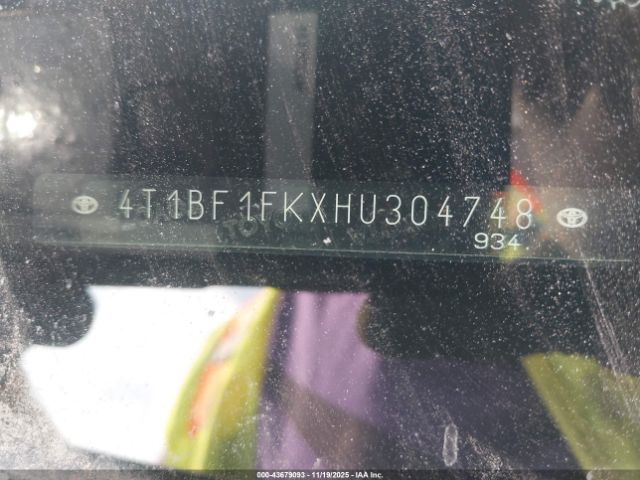 4T1BF1FKXHU304748
934
000-43679093 - 11/19/2025 - IAA Inc.